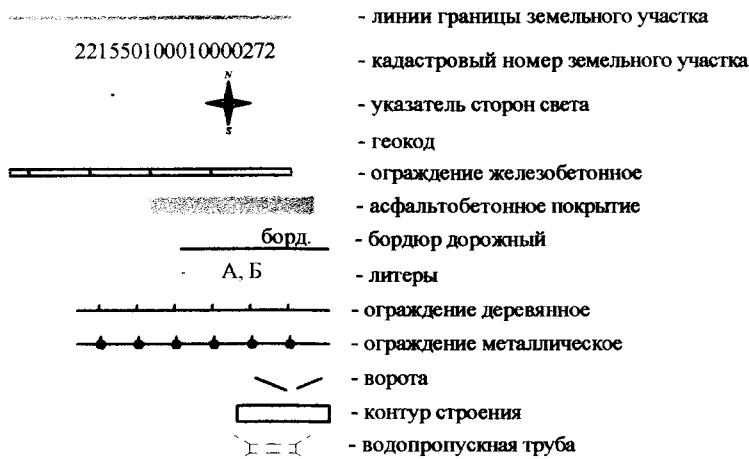 - линии границы земельного участка
221550100010000272 - кадастровый номер земельного участка
N
S
- указатель сторон света
- геокод
- ограждение железобетонное
- асфальтобетонное покрытие
борд. - бордюр дорожный
А, Б - литеры
- ограждение деревянное
- ограждение металлическое
- ворота
- контур строения
- водопропускная труба